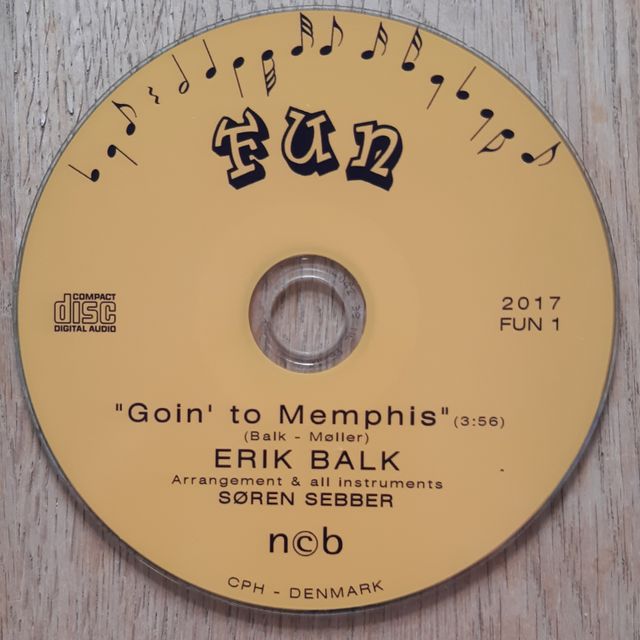 Fun
COMPACT
disc
DIGITAL AUDIO
2017
FUN 1
"Goin' to Memphis" (3:56)
(Balk - Møller)
ERIK BALK
Arrangement & all instruments
SØREN SEBBER
n©b
CPH - DENMARK